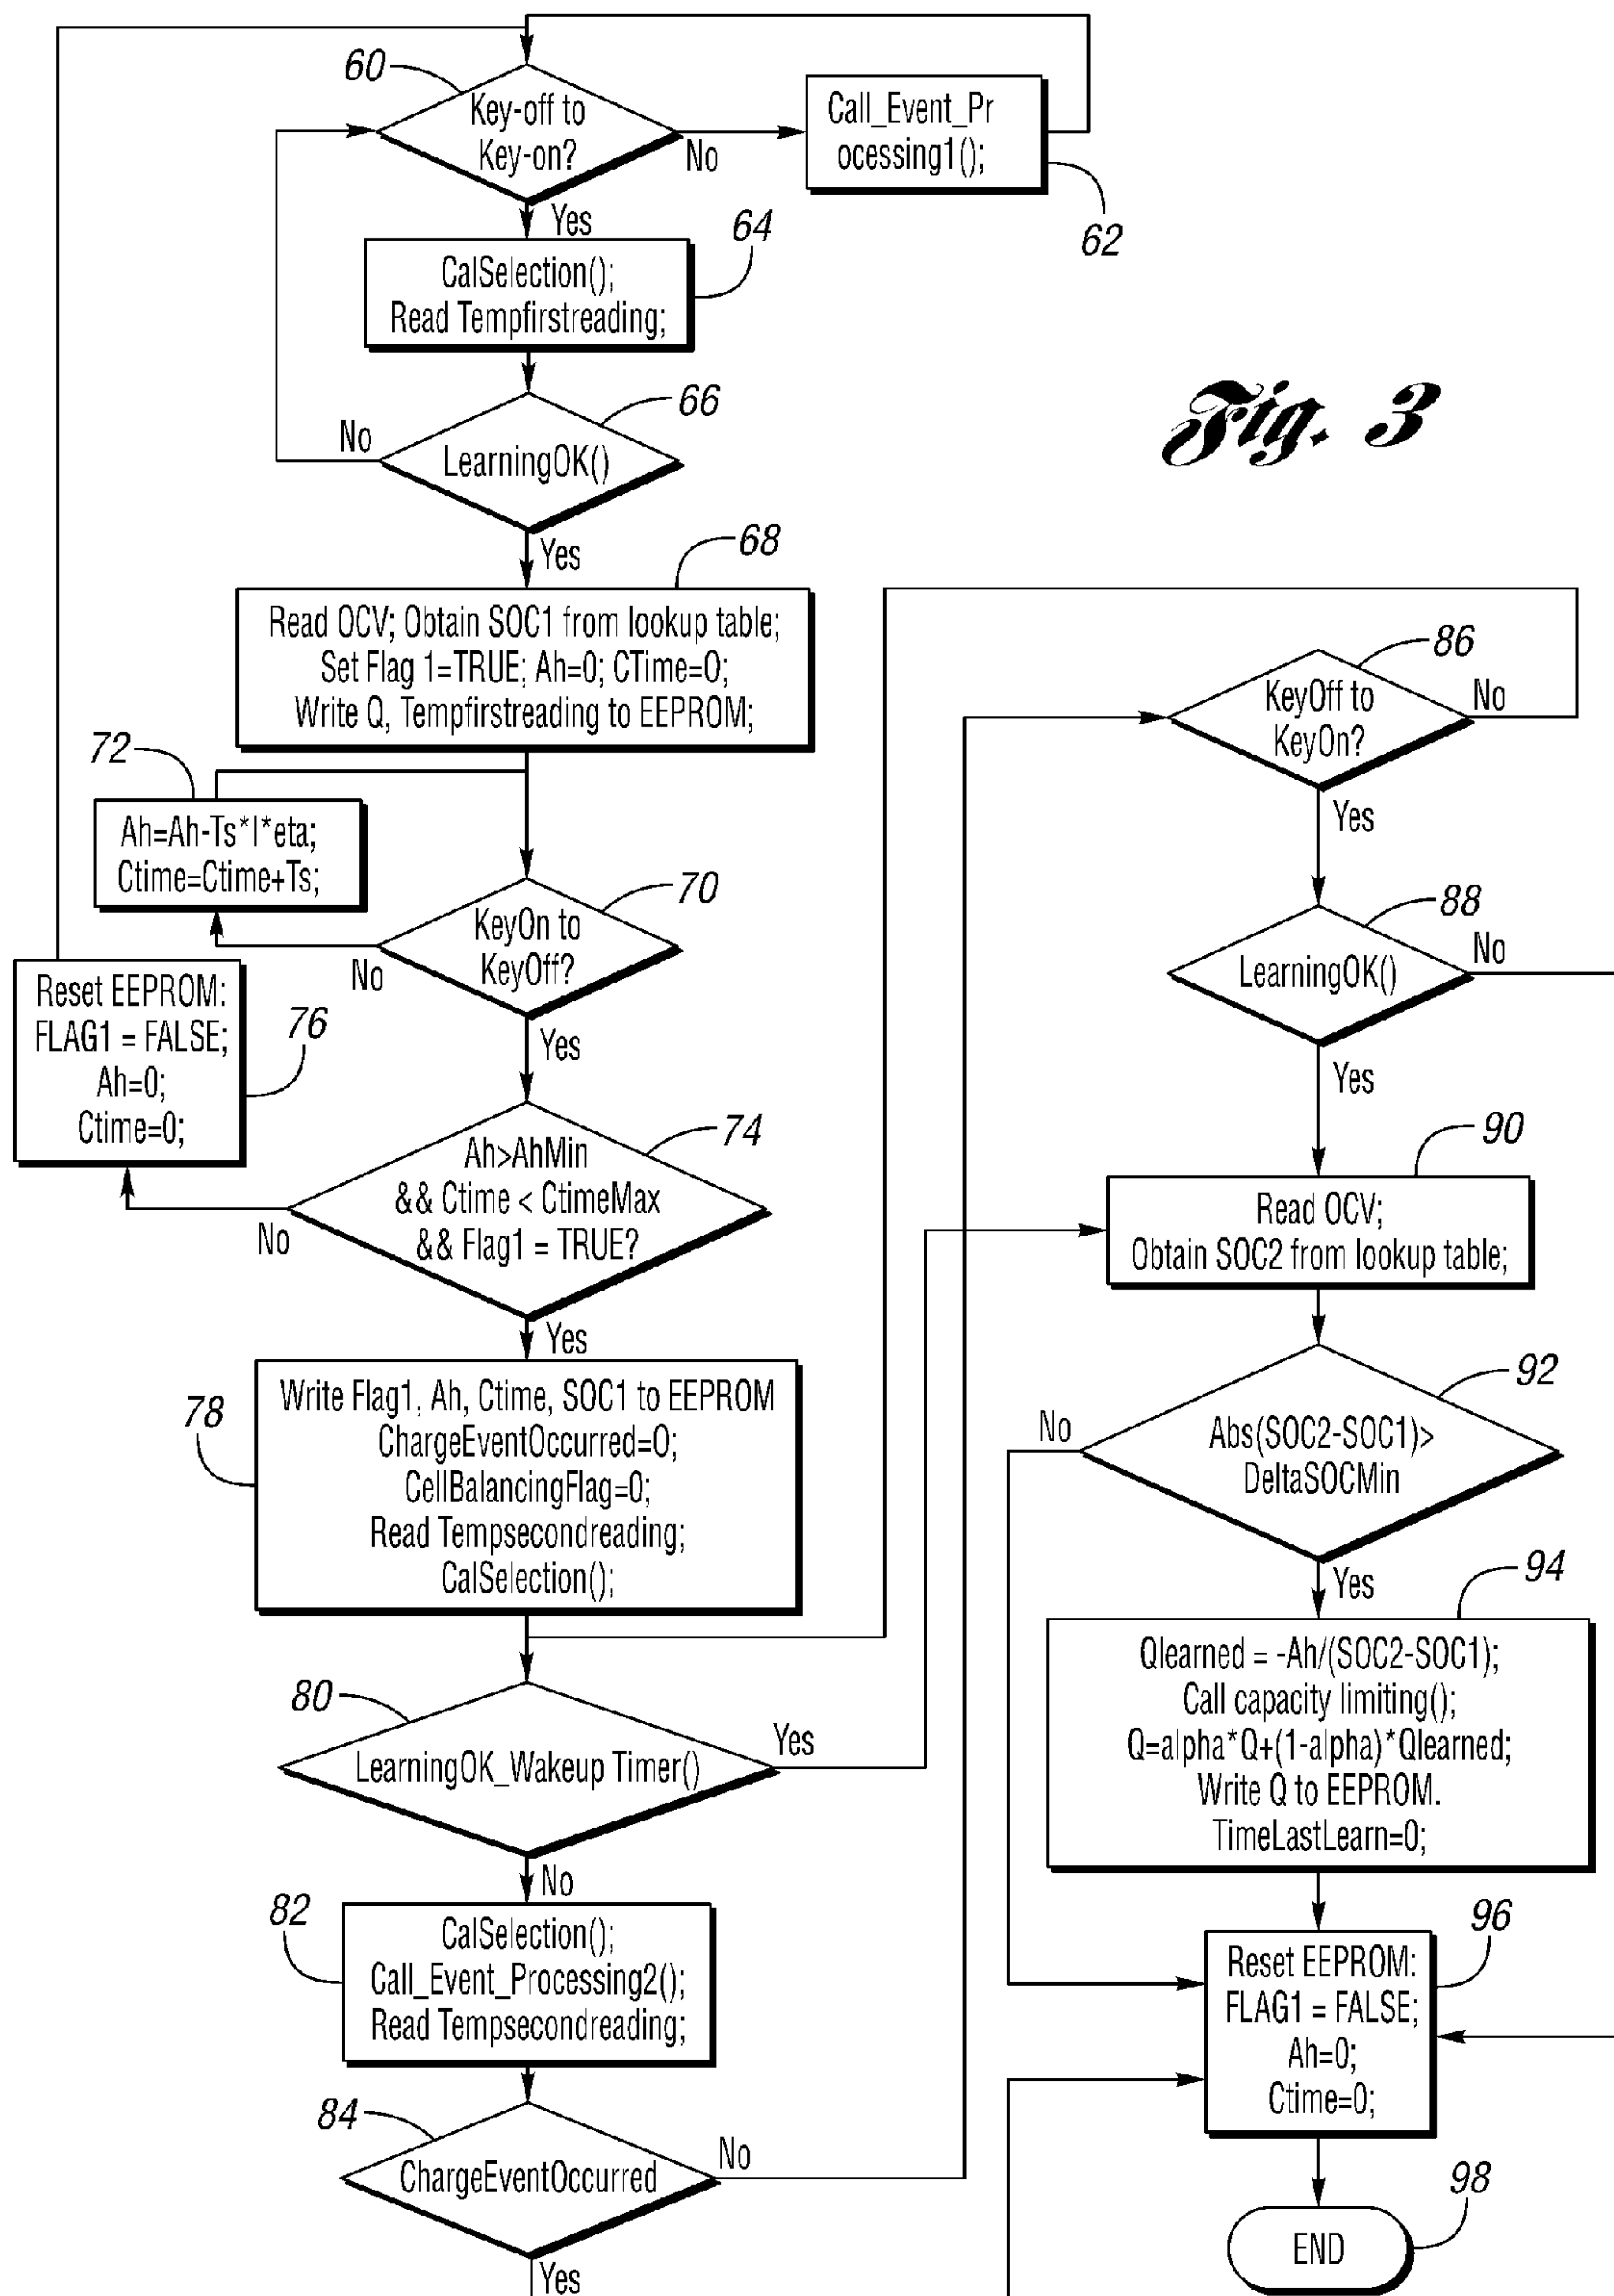 60
Key-off to
Key-on?
No
Yes
Call_Event_Pr
ocessing1();
62
64
CalSelection();
Read Tempfirstreading;
66
No
LearningOK()
Yes
Fig. 3
68
Read OCV; Obtain SOC1 from lookup table;
Set Flag 1=TRUE; Ah=0; CTime=0;
Write Q, Tempfirstreading to EEPROM;
72
Ah=Ah-Ts*I*eta;
Ctime=Ctime+Ts;
70
KeyOn to
KeyOff?
No
Yes
Reset EEPROM:
FLAG1 = FALSE;
Ah=0;
Ctime=0;
76
74
Ah>AhMin
&& Ctime < CtimeMax
&& Flag1 = TRUE?
No
Yes
78
Write Flag1, Ah, Ctime, SOC1 to EEPROM
ChargeEventOccurred=0;
CellBalancingFlag=0;
Read Tempsecondreading;
CalSelection();
80
LearningOK_Wakeup Timer()
Yes
No
82
CalSelection();
Call_Event_Processing2();
Read Tempsecondreading;
84
ChargeEventOccurred
No
Yes
86
KeyOff to
KeyOn?
No
Yes
88
LearningOK()
No
Yes
90
Read OCV;
Obtain SOC2 from lookup table;
92
No
Abs(SOC2-SOC1)>
DeltaSOCMin
Yes
94
Qlearned = -Ah/(SOC2-SOC1);
Call capacity limiting();
Q=alpha*Q+(1-alpha)*Qlearned;
Write Q to EEPROM.
TimeLastLearn=0;
96
Reset EEPROM:
FLAG1 = FALSE;
Ah=0;
Ctime=0;
98
END